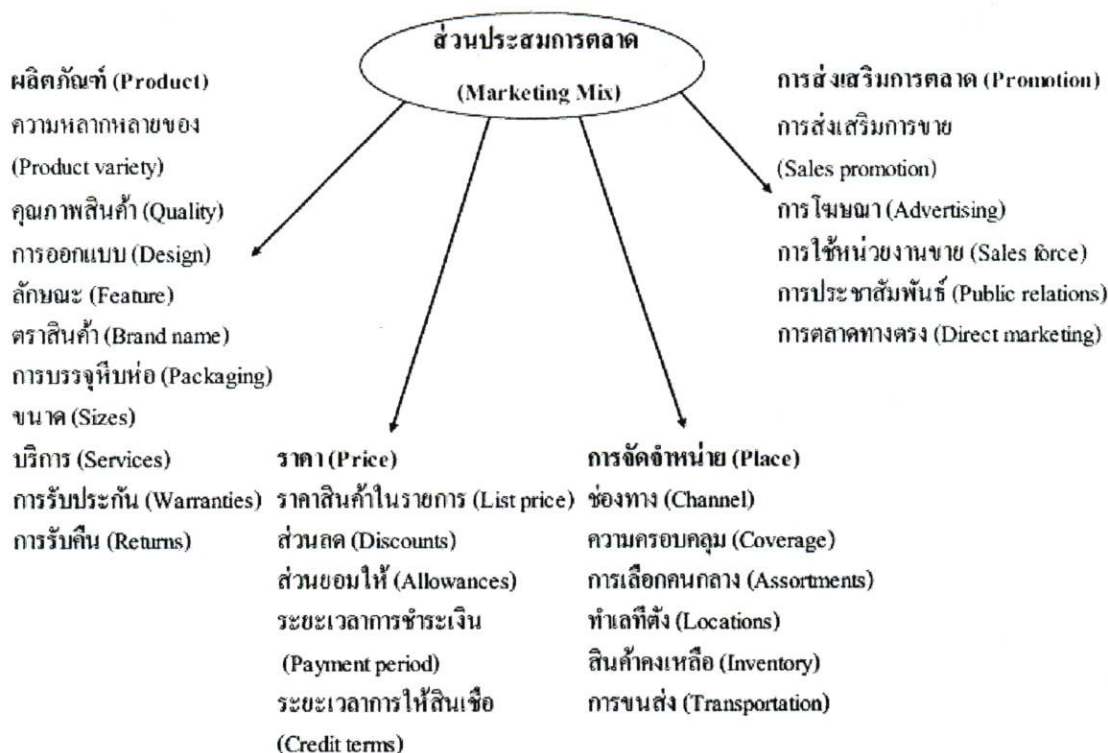 ส่วนประสมการตลาด
(Marketing Mix)
ผลิตภัณฑ์ (Product)
ความหลากหลายของ
(Product variety)
คุณภาพสินค้า (Quality)
การออกแบบ (Design)
ลักษณะ (Feature)
ตราสินค้า (Brand name)
การบรรจุหีบห่อ (Packaging)
ขนาด (Sizes)
บริการ (Services)
การรับประกัน (Warranties)
การรับคืน (Returns)
ราคา (Price)
ราคาสินค้าในรายการ (List price)
ส่วนลด (Discounts)
ส่วนยอมให้ (Allowances)
ระยะเวลาการชำระเงิน
(Payment period)
ระยะเวลาการให้สินเชื่อ
(Credit terms)
การจัดจำหน่าย (Place)
ช่องทาง (Channel)
ความครอบคลุม (Coverage)
การเลือกคนกลาง (Assortments)
ทำเลที่ตั้ง (Locations)
สินค้าคงเหลือ (Inventory)
การขนส่ง (Transportation)
การส่งเสริมการตลาด (Promotion)
การส่งเสริมการขาย
(Sales promotion)
การโฆษณา (Advertising)
การใช้หน่วยงานขาย (Sales force)
การประชาสัมพันธ์ (Public relations)
การตลาดทางตรง (Direct marketing)